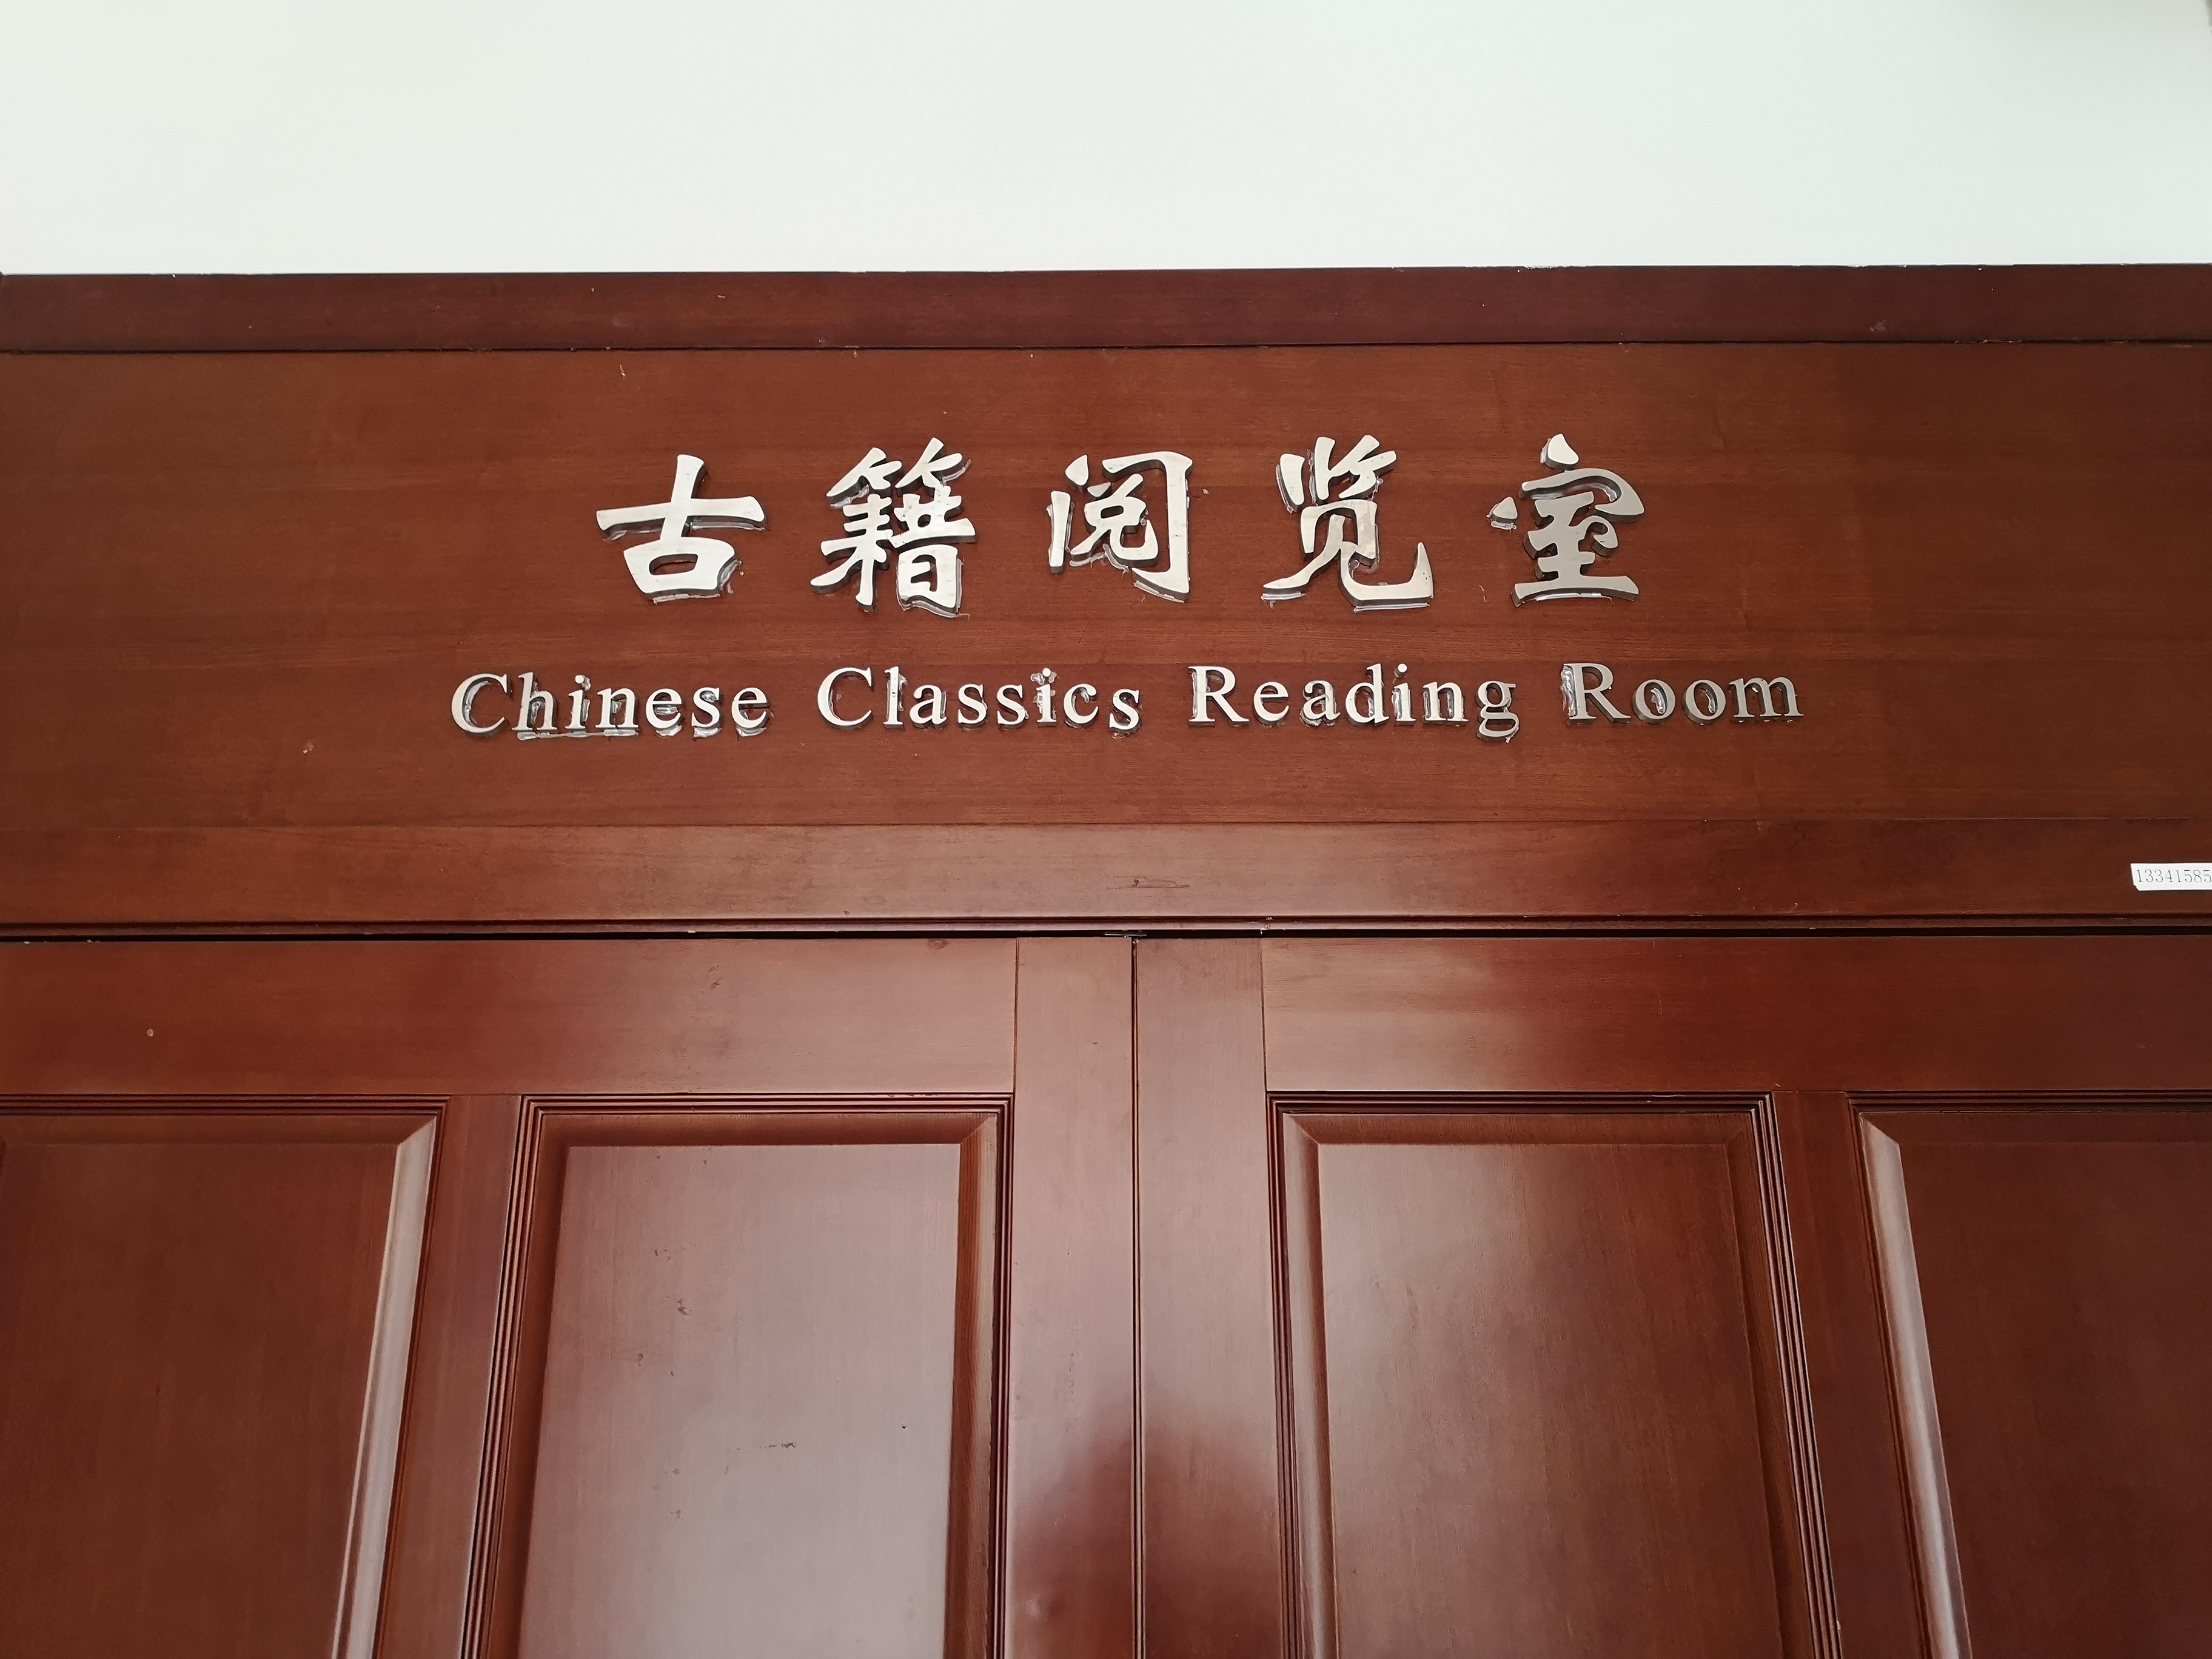 古籍阅览室
Chinese Classics Reading Room
13341585